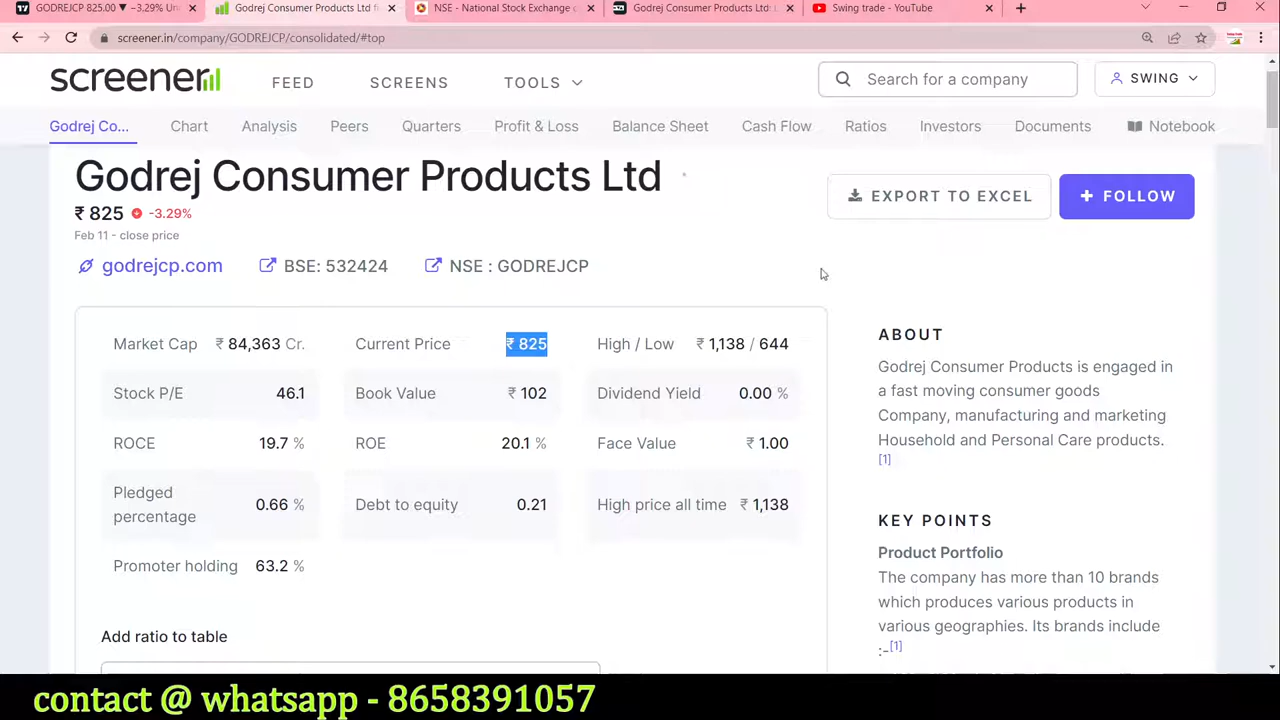 GODREJCP 825.00 ▼ −3.29% Un
Godrej Consumer Products Ltd fi
NSE - National Stock Exchange o
Godrej Consumer Products Ltd:
Swing trade - YouTube
screener.in/company/GODREJCP/consolidated/#top
screener
FEED
SCREENS
TOOLS
Search for a company
SWING
Godrej Co...
Chart
Analysis
Peers
Quarters
Profit & Loss
Balance Sheet
Cash Flow
Ratios
Investors
Documents
Notebook
Godrej Consumer Products Ltd
₹ 825 -3.29%
Feb 11 - close price
EXPORT TO EXCEL
+ FOLLOW
godrejcp.com
BSE: 532424
NSE : GODREJCP
Market Cap ₹ 84,363 Cr.
Current Price ₹ 825
High / Low ₹ 1,138 / 644
Stock P/E 46.1
Book Value ₹ 102
Dividend Yield 0.00 %
ROCE 19.7 %
ROE 20.1 %
Face Value ₹ 1.00
Pledged
percentage 0.66 %
Debt to equity 0.21
High price all time ₹ 1,138
Promoter holding 63.2 %
Add ratio to table
ABOUT
Godrej Consumer Products is engaged in
a fast moving consumer goods
Company, manufacturing and marketing
Household and Personal Care products.
[1]
KEY POINTS
Product Portfolio
The company has more than 10 brands
which produces various products in
various geographies. Its brands include
:-[1]
contact @ whatsapp - 8658391057